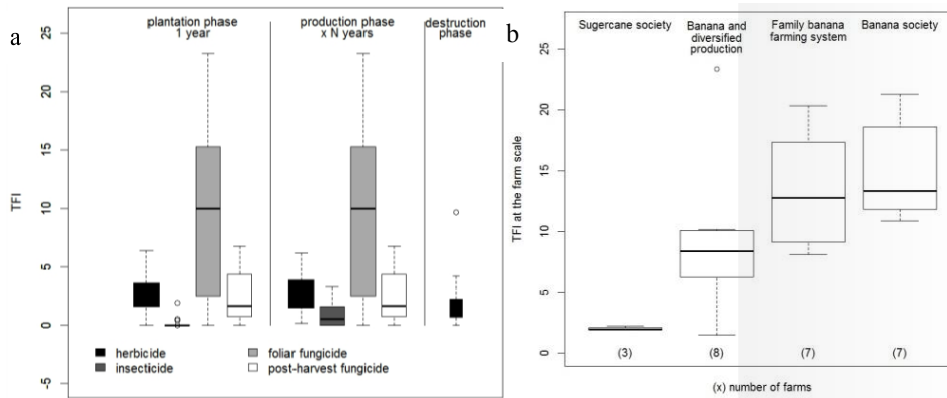 a
plantation phase
1 year
production phase
x N years
destruction
phase
TFI
25
20
15
10
5
0
-5
herbicide
insecticide
foliar fungicide
post-harvest fungicide
b
Sugercane society
Banana and
diversified
production
Family banana
farming system
Banana society
TFI at the farm scale
25
20
15
10
5
0
(3)
(8)
(7)
(7)
(x) number of farms